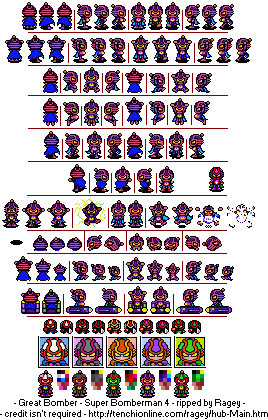 - Great Bomber - Super Bomberman 4 - ripped by Ragey -
- credit isn't required - http://tenchionline.com/ragey/hub-Main.htm